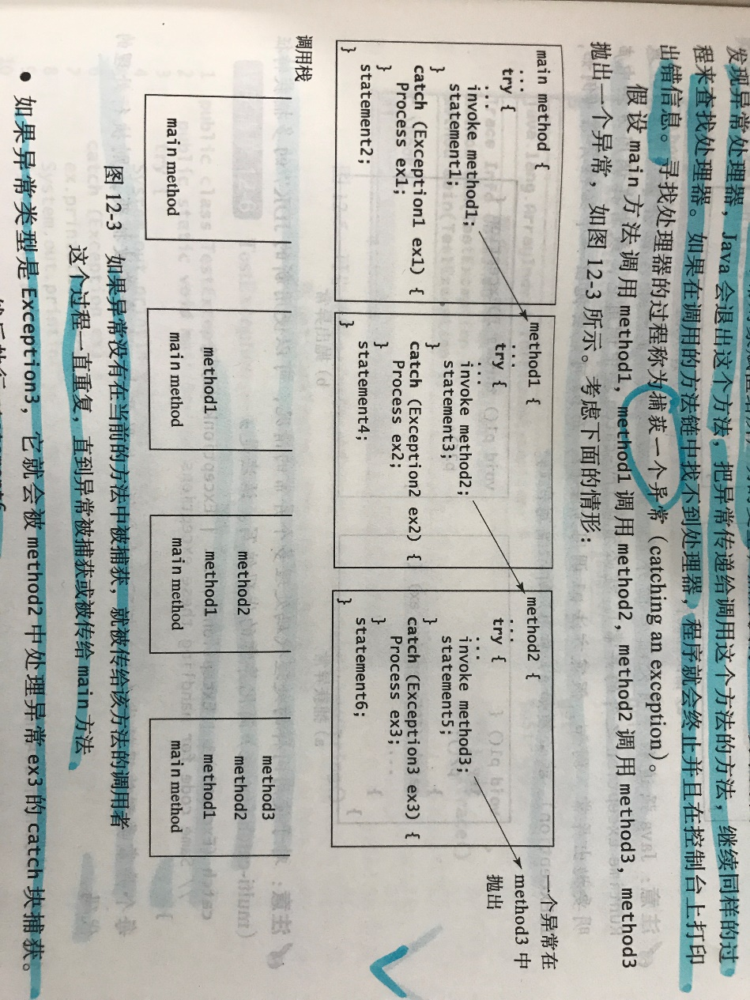 发现异常处理器，Java会退出这个方法，把异常传递给调用这个方法的方法，继续同样的过
程来查找处理器。如果在调用的方法链中找不到处理器，程序就会终止并且在控制台上打印
出错信息。寻找处理器的过程称为捕获一个异常（catching an exception）。
假设 main 方法调用 method1，method1 调用 method2，method2 调用 method3，method3
抛出一个异常，如图 12-3 所示。考虑下面的情形：
main method {
...
try {
...
invoke method1;
statement1;
}
catch (Exception1 ex1) {
Process ex1;
}
statement2;
}
method1 {
...
try {
...
invoke method2;
statement3;
}
catch (Exception2 ex2) {
Process ex2;
}
statement4;
}
method2 {
...
try {
...
invoke method3;
statement5;
}
catch (Exception3 ex3) {
Process ex3;
}
statement6;
}
一个异常在
method3 中
抛出
调用栈
main method
method1
main method
method2
method1
main method
method3
method2
method1
main method
图 12-3 如果异常没有在当前的方法中被捕获，就被传给该方法的调用者
这个过程一直重复，直到异常被捕获或被传给 main 方法
• 如果异常类型是 Exception3，它就会被 method2 中处理异常 ex3 的 catch 块捕获。